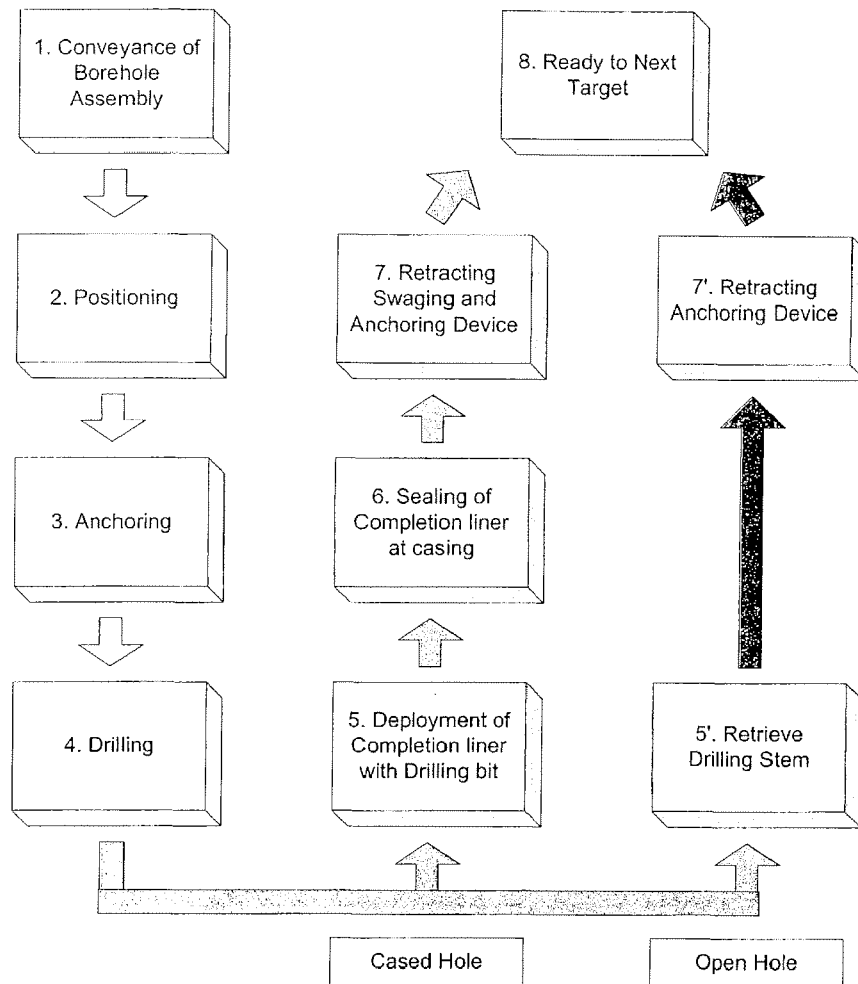 1. Conveyance of
Borehole
Assembly
2. Positioning
3. Anchoring
4. Drilling
5. Deployment of
Completion liner
with Drilling bit
6. Sealing of
Completion liner
at casing
7. Retracting
Swaging and
Anchoring Device
8. Ready to Next
Target
5'. Retrieve
Drilling Stem
7'. Retracting
Anchoring Device
Cased Hole
Open Hole